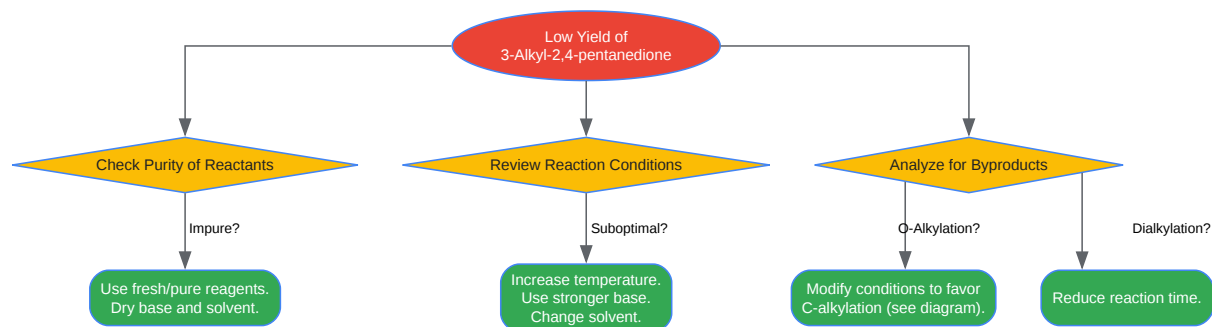 Low Yield of
3-Alkyl-2,4-pentanedione
Check Purity of Reactants
Review Reaction Conditions
Analyze for Byproducts
Impure?
Suboptimal?
O-Alkylation?
Dialkylation?
Use fresh/pure reagents.
Dry base and solvent.
Increase temperature.
Use stronger base.
Change solvent.
Modify conditions to favor
C-alkylation (see diagram).
Reduce reaction time.